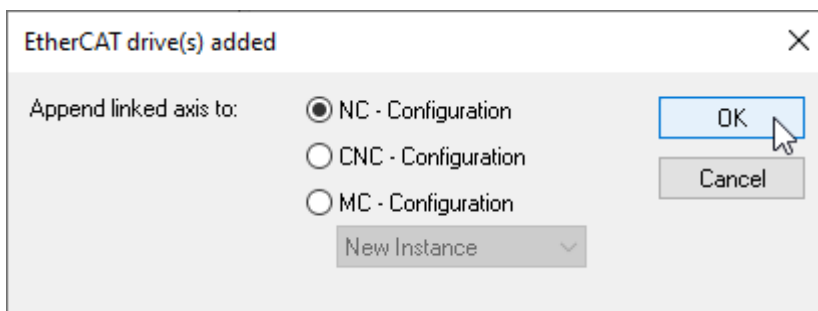 EtherCAT drive(s) added
Append linked axis to:
NC - Configuration
OK
CNC - Configuration
Cancel
MC - Configuration
New Instance